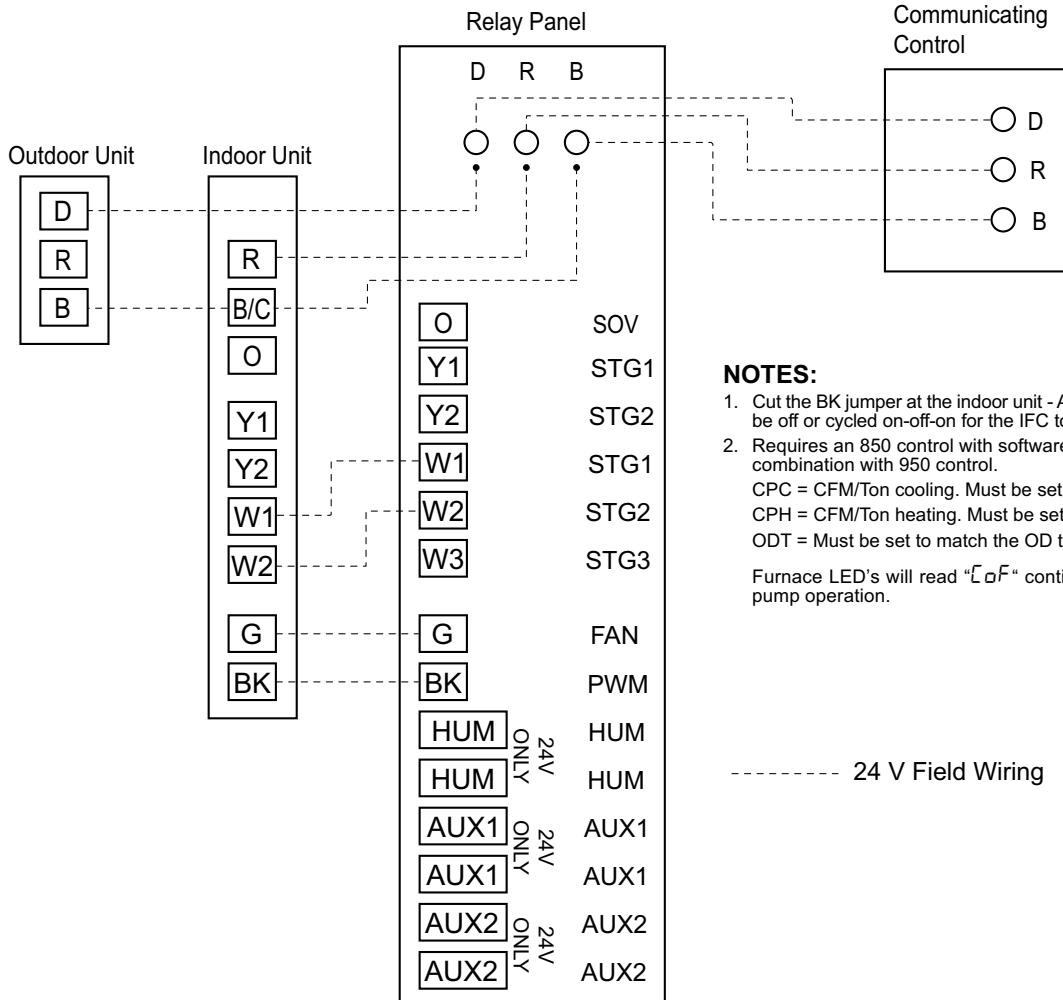 Relay Panel
Communicating
Control
D R B
Outdoor Unit
Indoor Unit
D
R
B
D
R
B
R
B/C
O
Y1
Y2
W1
W2
G
BK
O SOV
Y1 STG1
Y2 STG2
W1 STG1
W2 STG2
W3 STG3
G FAN
BK PWM
HUM HUM
HUM HUM
24V
ONLY
AUX1 AUX1
AUX1 AUX1
24V
ONLY
AUX2 AUX2
AUX2 AUX2
24V
ONLY
NOTES:
1. Cut the BK jumper at the indoor unit - A
be off or cycled on-off-on for the IFC to
2. Requires an 850 control with software
combination with 950 control.
CPC = CFM/Ton cooling. Must be set
CPH = CFM/Ton heating. Must be set
ODT = Must be set to match the OD t
Furnace LED's will read “CoF“ conti
pump operation.
24 V Field Wiring